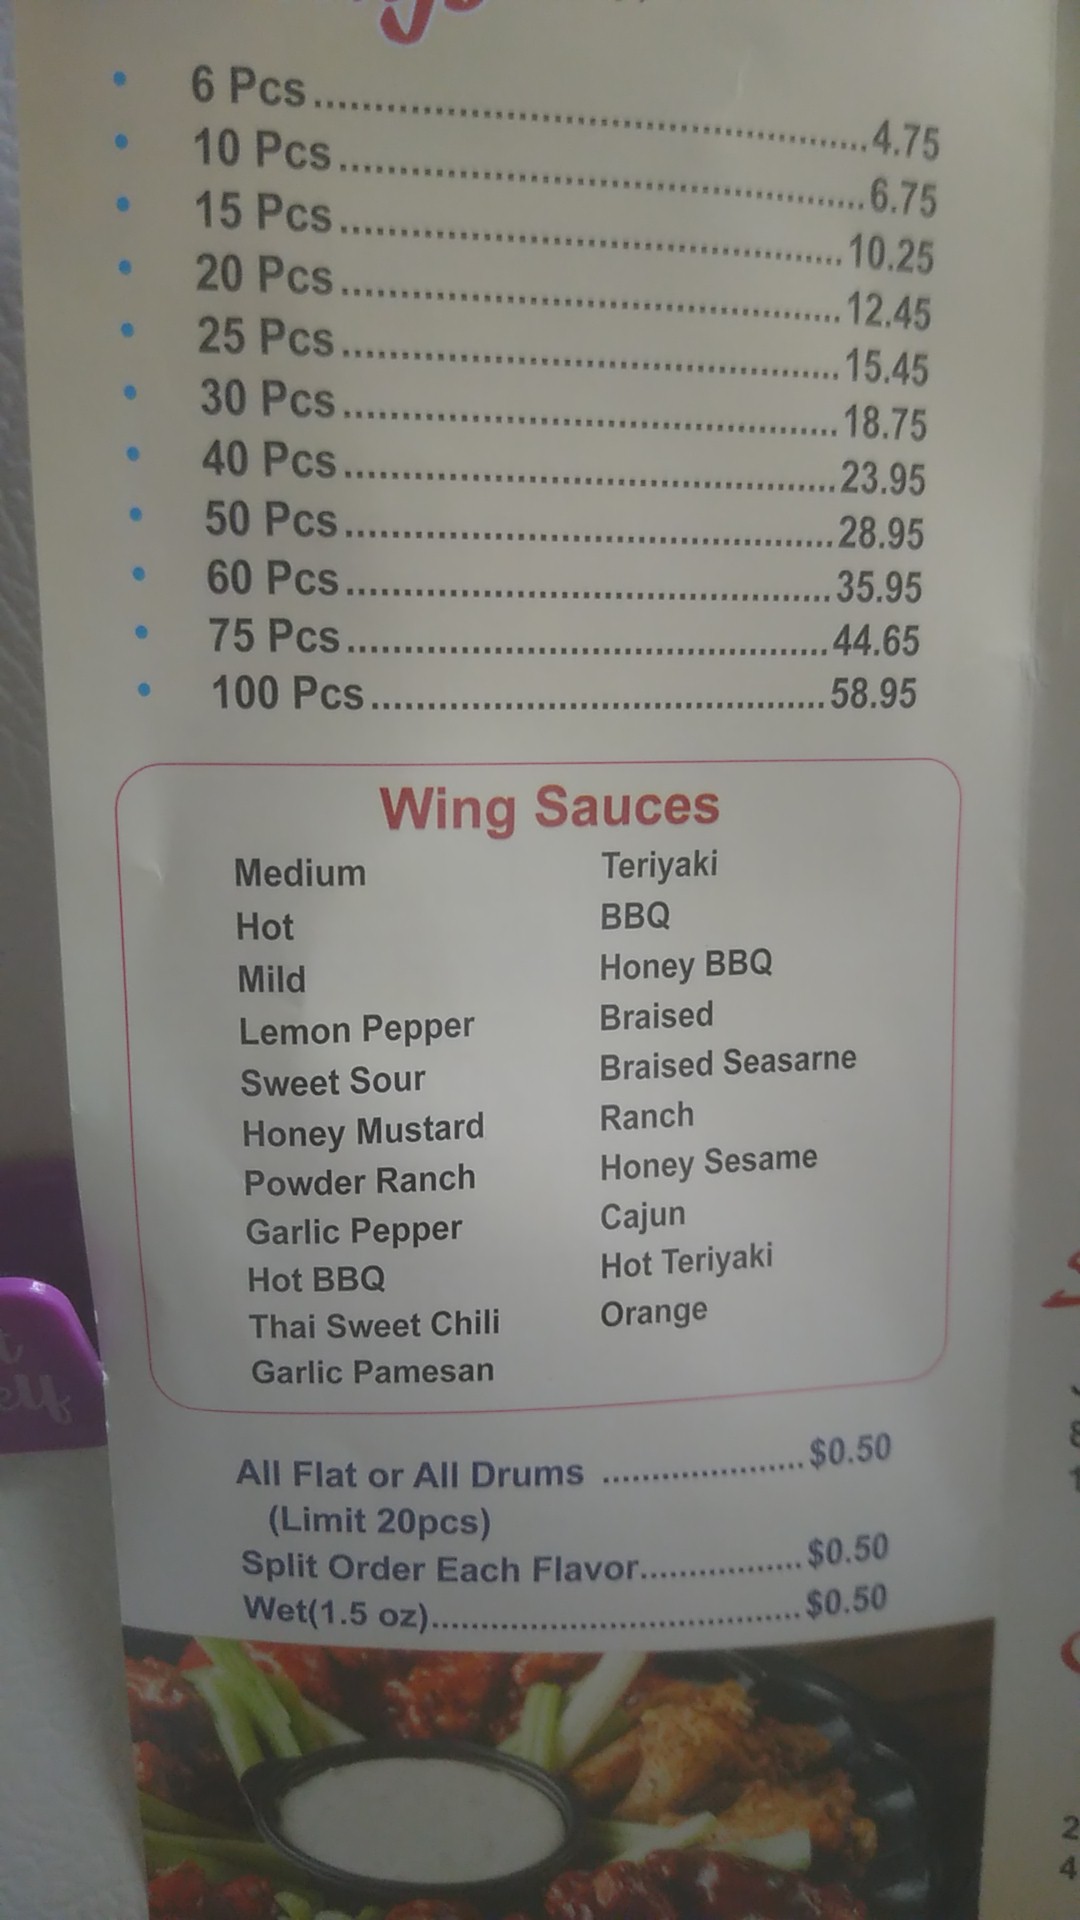 6 Pcs 4.75
10 Pcs 6.75
15 Pcs 10.25
20 Pcs 12.45
25 Pcs 15.45
30 Pcs 18.75
40 Pcs 23.95
50 Pcs 28.95
60 Pcs 35.95
75 Pcs 44.65
100 Pcs 58.95
Wing Sauces
Medium
Hot
Mild
Lemon Pepper
Sweet Sour
Honey Mustard
Powder Ranch
Garlic Pepper
Hot BBQ
Thai Sweet Chili
Garlic Pamesan
Teriyaki
BBQ
Honey BBQ
Braised
Braised Seasarne
Ranch
Honey Sesame
Cajun
Hot Teriyaki
Orange
All Flat or All Drums $0.50
(Limit 20pcs)
Split Order Each Flavor $0.50
Wet(1.5 oz) $0.50